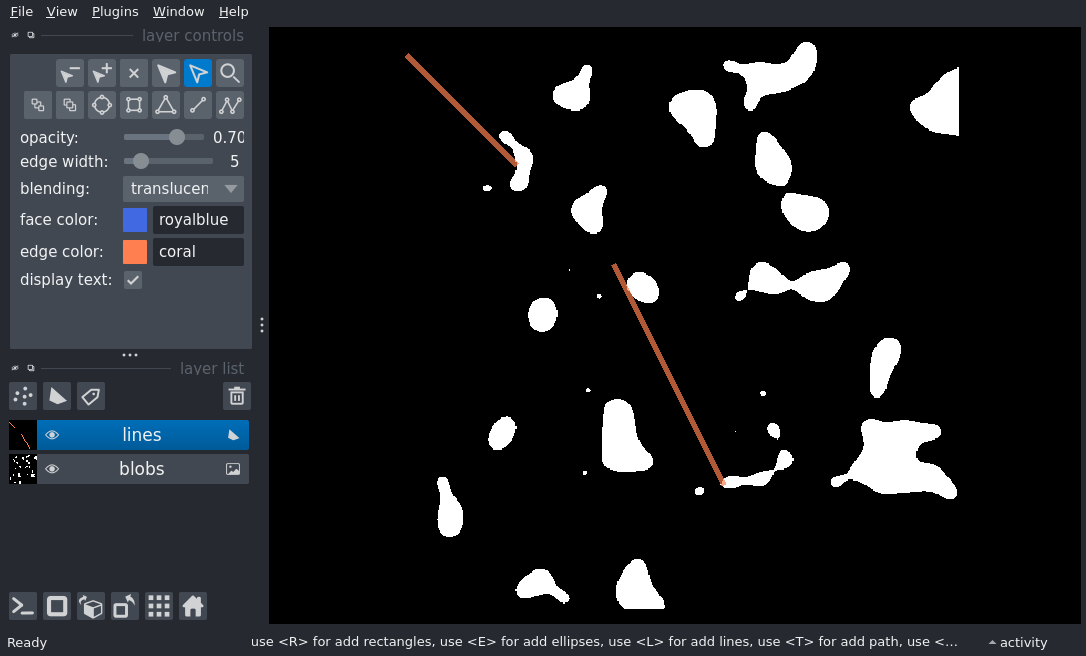 File View Plugins Window Help
layer controls
opacity: 0.70
edge width: 5
blending: translucen
face color: royalblue
edge color: coral
display text:
layer list
lines
blobs
Ready use <R> for add rectangles, use <E> for add ellipses, use <L> for add lines, use <T> for add path, use <... activity